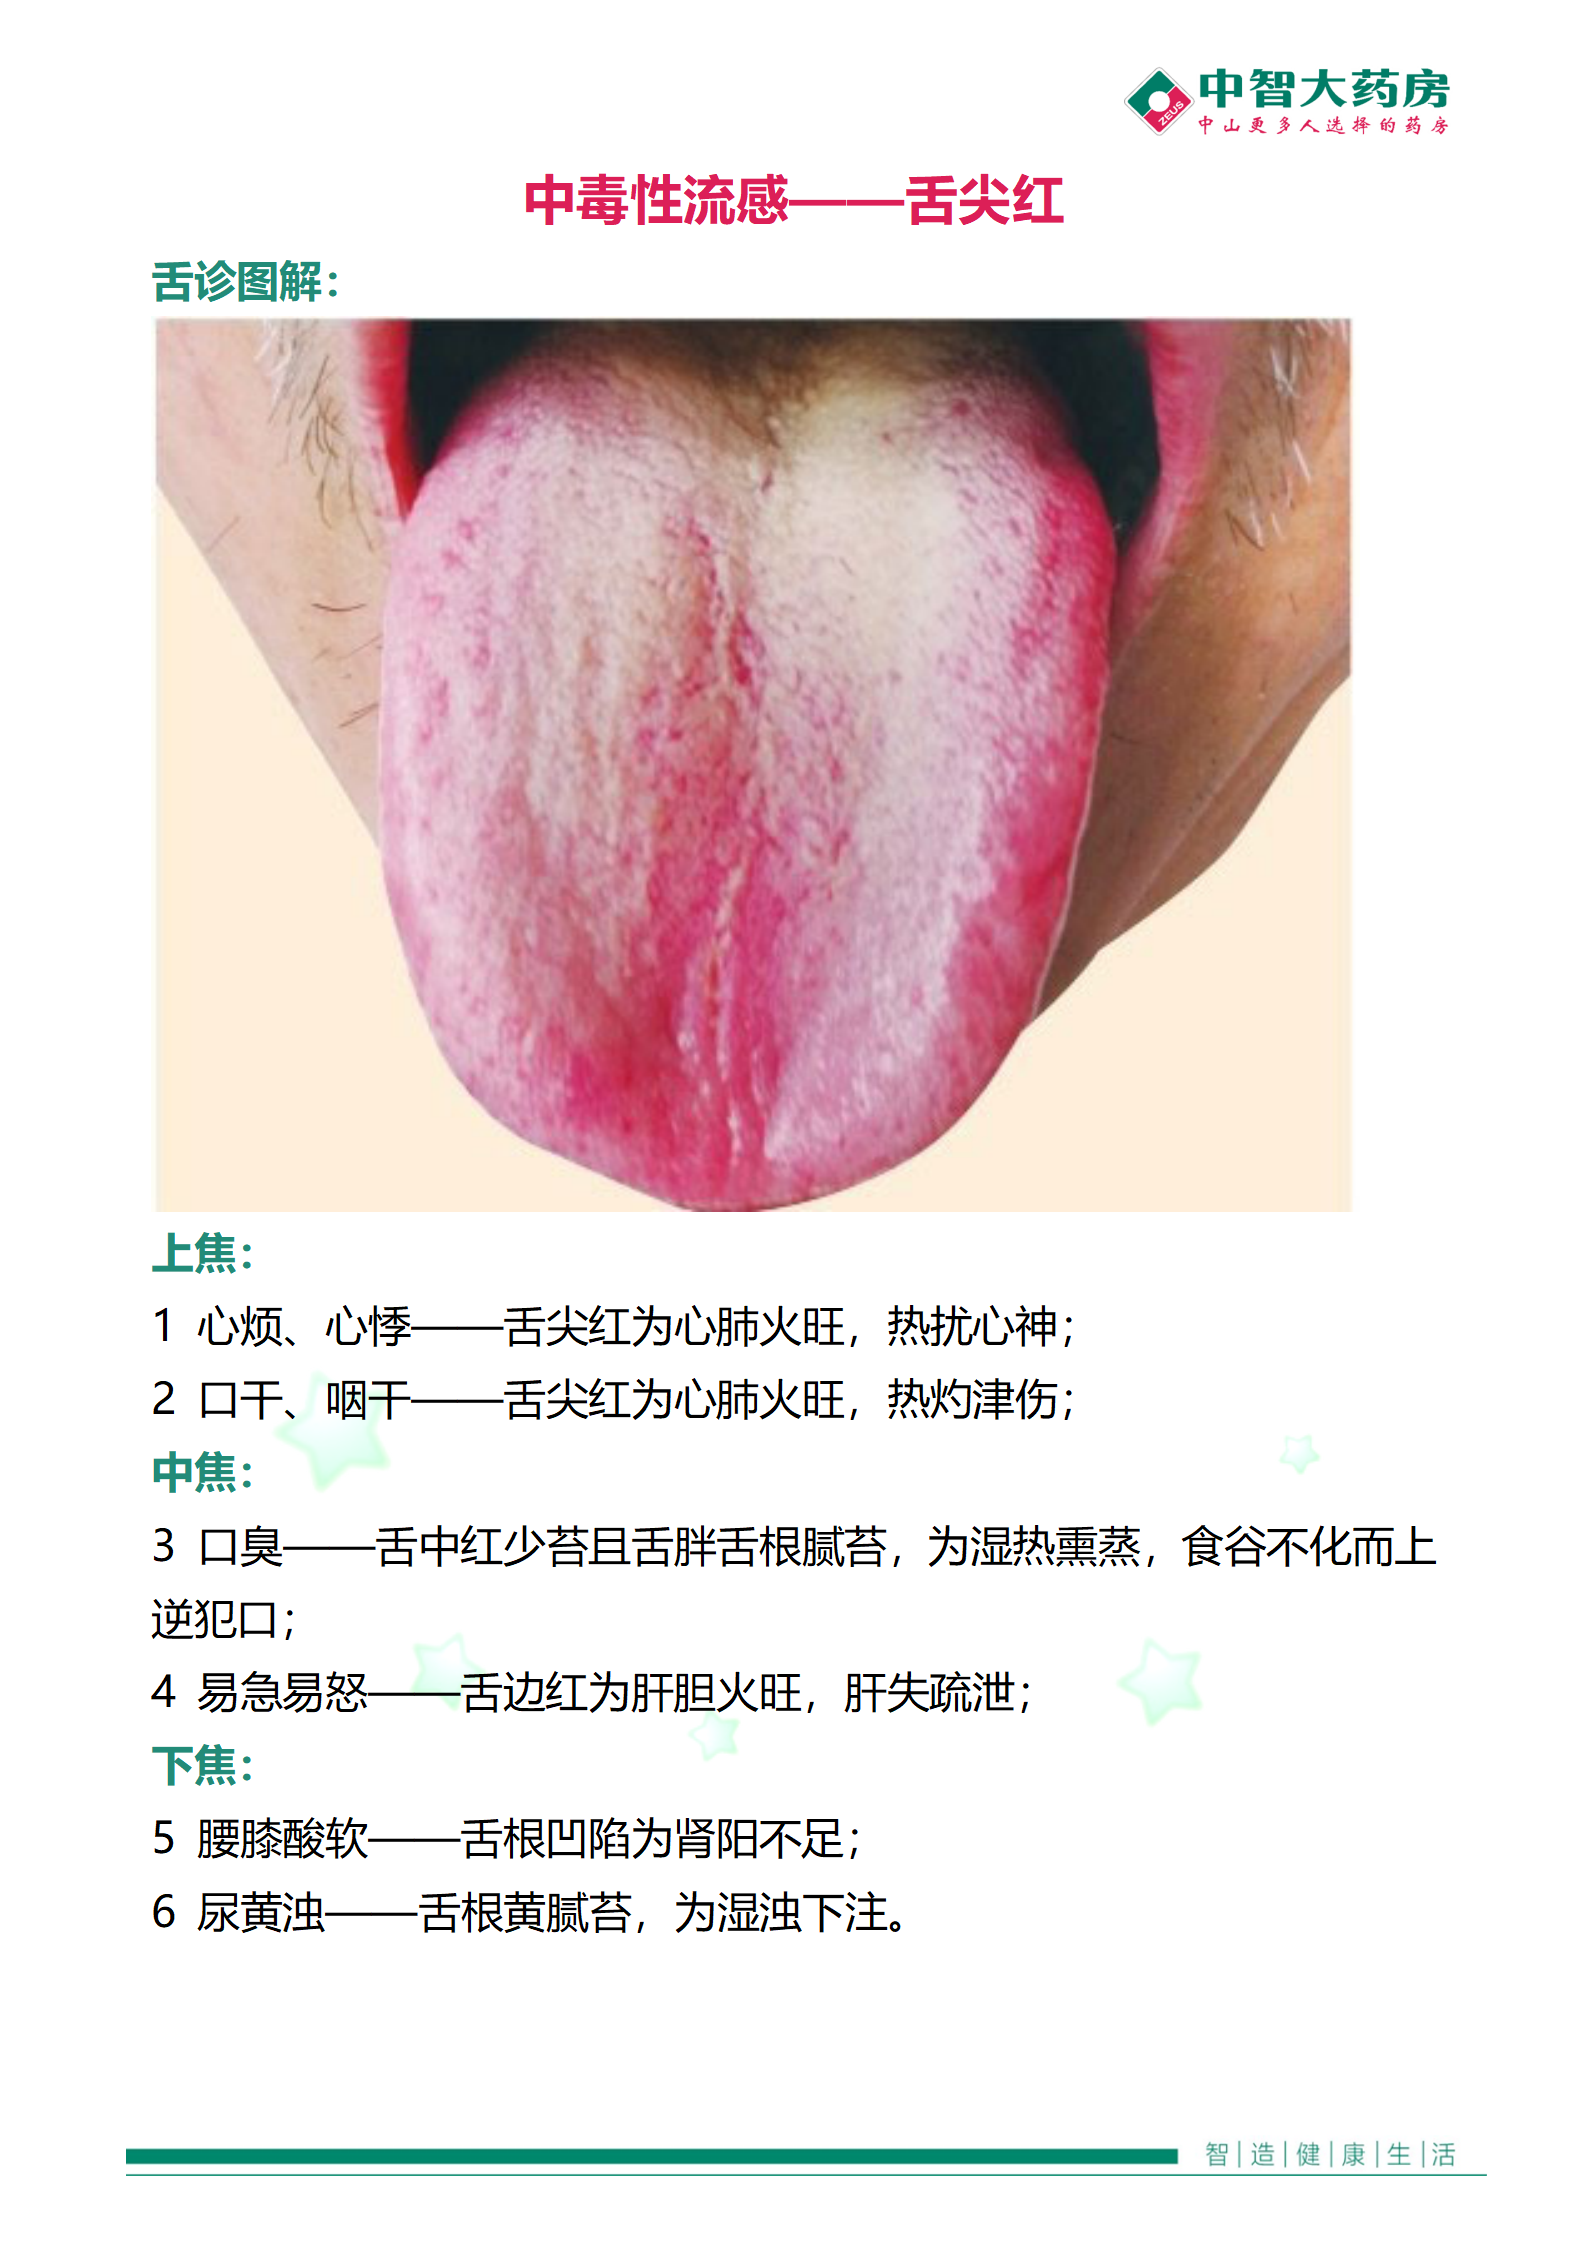 中智大药房
ZEUS
中山更多人选择的药房
中毒性流感——舌尖红
舌诊图解：
上焦：
1 心烦、心悸——舌尖红为心肺火旺，热扰心神；
2 口干、咽干——舌尖红为心肺火旺，热灼津伤；
中焦：
3 口臭——舌中红少苔且舌胖舌根腻苔，为湿热熏蒸，食谷不化而上
逆犯口；
4 易急易怒——舌边红为肝胆火旺，肝失疏泄；
下焦：
5 腰膝酸软——舌根凹陷为肾阳不足；
6 尿黄浊——舌根黄腻苔，为湿浊下注。
智|造|健|康|生|活